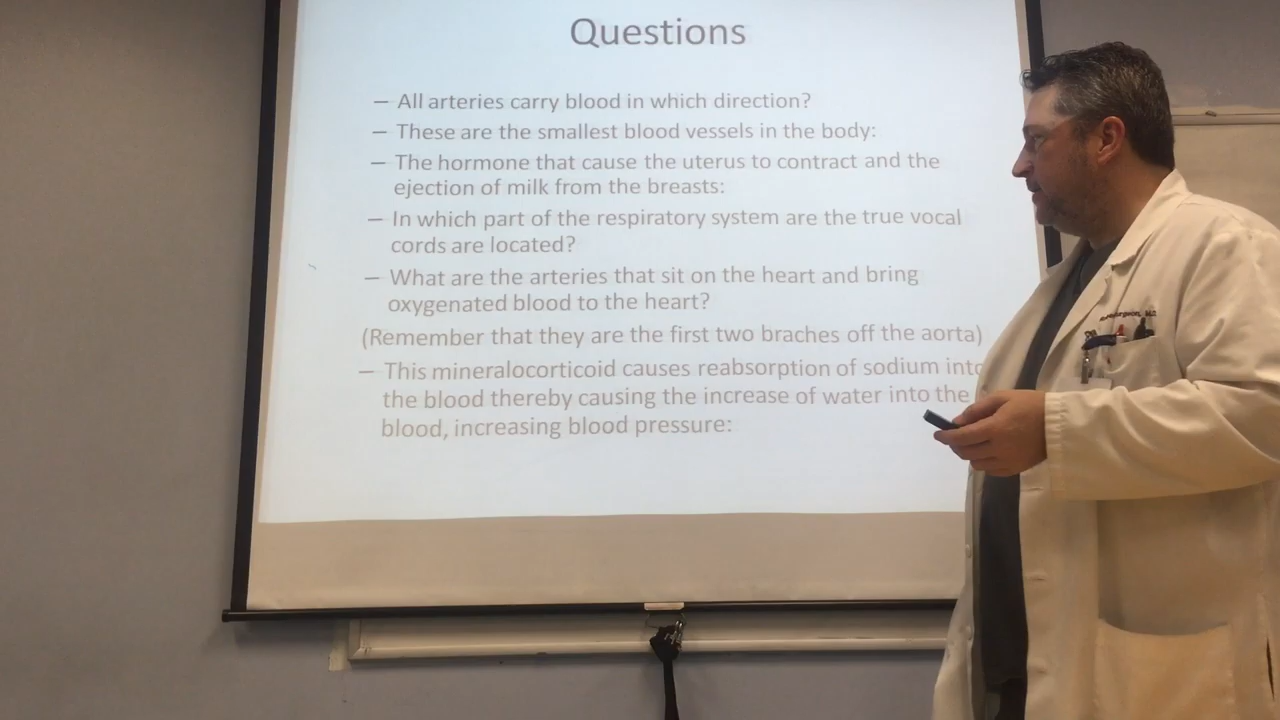 Questions
– All arteries carry blood in which direction?
– These are the smallest blood vessels in the body:
– The hormone that cause the uterus to contract and the
ejection of milk from the breasts:
– In which part of the respiratory system are the true vocal
cords are located?
– What are the arteries that sit on the heart and bring
oxygenated blood to the heart?
(Remember that they are the first two braches off the aorta)
– This mineralocorticoid causes reabsorption of sodium into
the blood thereby causing the increase of water into the
blood, increasing blood pressure:
M.D.